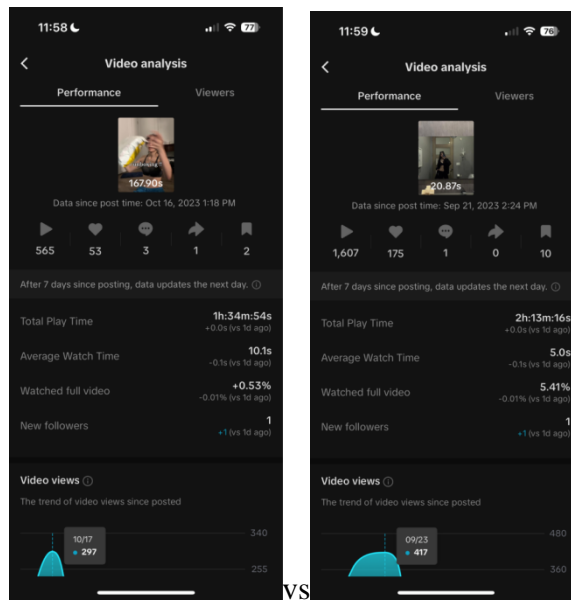 11:58
77
Video analysis
Performance Viewers
167.90s
Data since post time: Oct 16, 2023 1:18 PM
565 53 3 1 2
After 7 days since posting, data updates the next day.
Total Play Time 1h:34m:54s
+0.0s (vs 1d ago)
Average Watch Time 10.1s
-0.1s (vs 1d ago)
Watched full video +0.53%
-0.01% (vs 1d ago)
New followers 1
+1 (vs 1d ago)
Video views
The trend of video views since posted
10/17
297
340
255
vs
11:59
76
Video analysis
Performance Viewers
20.87s
Data since post time: Sep 21, 2023 2:24 PM
1,607 175 1 0 10
After 7 days since posting, data updates the next day.
Total Play Time 2h:13m:16s
+0.0s (vs 1d ago)
Average Watch Time 5.0s
-0.1s (vs 1d ago)
Watched full video 5.41%
-0.01% (vs 1d ago)
New followers 1
+1 (vs 1d ago)
Video views
The trend of video views since posted
09/23
417
480
360